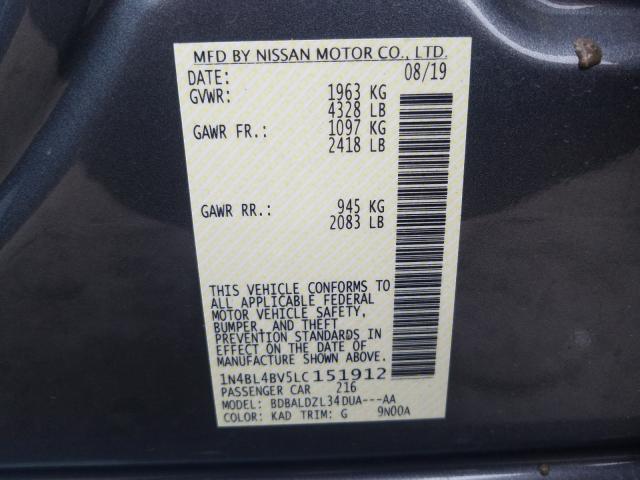 MFD BY NISSAN MOTOR CO., LTD.
DATE: 08/19
GVWR: 1963 KG
4328 LB
GAWR FR.: 1097 KG
2418 LB
GAWR RR.: 945 KG
2083 LB
THIS VEHICLE CONFORMS TO
ALL APPLICABLE FEDERAL
MOTOR VEHICLE SAFETY,
BUMPER, AND THEFT
PREVENTION STANDARDS IN
EFFECT ON THE DATE OF
MANUFACTURE SHOWN ABOVE.
1N4BL4BV5LC151912
PASSENGER CAR 216
MODEL: BDBALDZL34DUA---AA
COLOR: KAD TRIM: G 9N00A